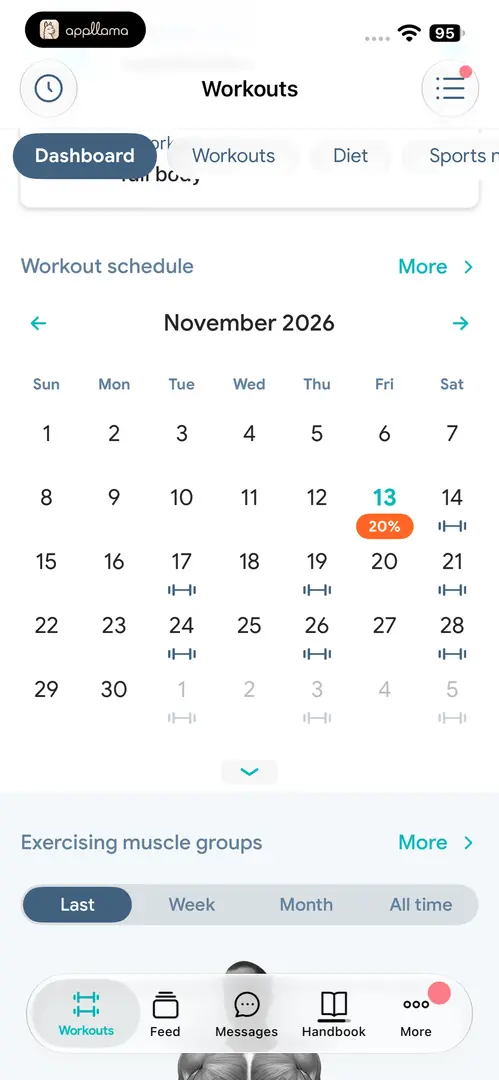 appllama
95
Workouts
Dashboard
Workouts
Diet
Sports n
full body
Workout schedule
More
November 2026
Sun Mon Tue Wed Thu Fri Sat
1 2 3 4 5 6 7
8 9 10 11 12 13 14
20%
15 16 17 18 19 20 21
22 23 24 25 26 27 28
29 30 1 2 3 4 5
Exercising muscle groups
More
Last Week Month All time
Workouts Feed Messages Handbook More